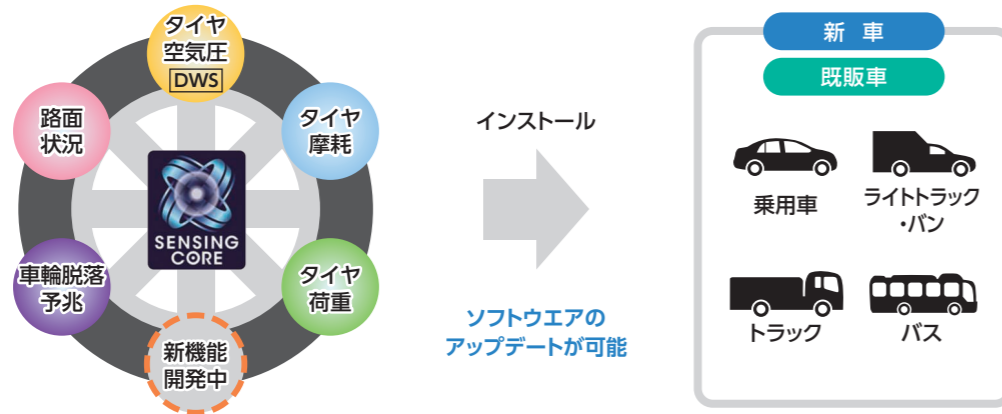 タイヤ
空気圧
DWS
路面
状況
タイヤ
摩耗
SENSING
CORE
車輪脱落
予兆
タイヤ
荷重
新機能
開発中
インストール
ソフトウエアの
アップデートが可能
新 車
既販車
乗用車
ライトトラック
・バン
トラック
バス